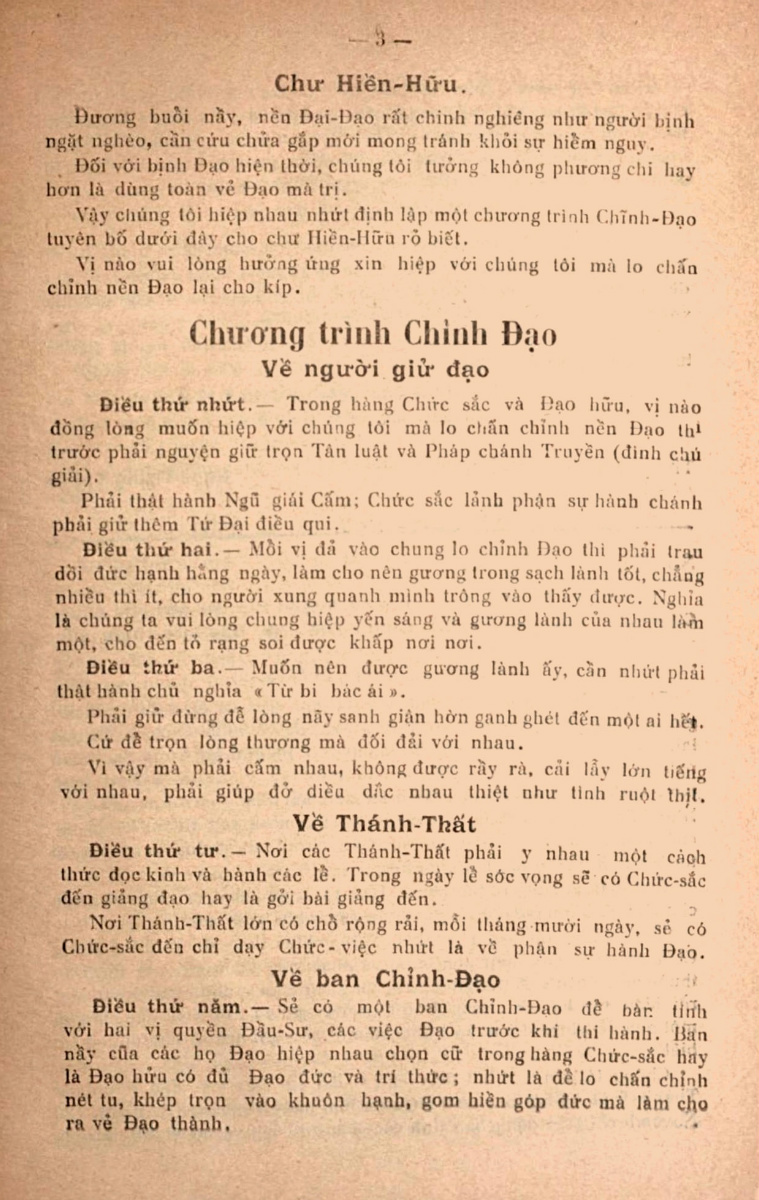 — 3 —
Chư Hiền-Hữu.
Đương buổi nầy, nền Đại-Đạo rất chinh nghiêng như người bịnh
ngặt nghèo, cần cứu chữa gắp mới mong tránh khỏi sự hiểm nguy.
Đối với bịnh Đạo hiện thời, chúng tôi tưởng không phương chi hay
hơn là dùng toàn vẻ Đạo mà trị.
Vậy chúng tôi hiệp nhau nhứt định lập một chương trình Chĩnh-Đạo
tuyên bố dưới đây cho chư Hiền-Hữu rỏ biết.
Vị nào vui lòng hưởng ứng xin hiệp với chúng tôi mà lo chấn
chỉnh nền Đạo lại cho kíp.
Chương trình Chỉnh Đạo
Về người giử đạo
Điều thứ nhứt.— Trong hàng Chức sắc và Đạo hữu, vị nào
đồng lòng muốn hiệp với chúng tôi mà lo chấn chỉnh nền Đạo thì
trước phải nguyện giữ trọn Tân luật và Pháp chánh Truyền (đình chú
giải).
Phải thật hành Ngũ giái Cấm; Chức sắc lảnh phận sự hành chánh
phải giử thêm Tứ Đại điều qui.
Điều thứ hai.— Mỗi vị đả vào chung lo chỉnh Đạo thì phải trau
dồi đức hạnh hằng ngày, làm cho nên gương trong sạch lành tốt, chẳng
nhiều thì ít, cho người xung quanh mình trông vào thấy được. Nghĩa
là chúng ta vui lòng chung hiệp yến sáng và gương lành của nhau làm
một, cho đến tỏ rạng soi được khắp nơi nơi.
Điều thứ ba.— Muốn nên được gương lành ấy, cần nhứt phải
thật hành chủ nghĩa « Từ bi bác ái ».
Phải giữ đừng để lòng nãy sanh giận hờn ganh ghét đến một ai hết.
Cứ để trọn lòng thương mà đối đải với nhau.
Vì vậy mà phải cấm nhau, không được rầy rà, cải lẩy lớn tiếng
với nhau, phải giúp đở diều dắc nhau thiệt như tình ruột thịt.
Về Thánh-Thất
Điều thứ tư.— Nơi các Thánh-Thất phải y nhau một cách
thức đọc kinh và hành các lể. Trong ngày lể sóc vọng sẽ có Chức-sắc
đến giảng đạo hay là gởi bài giảng đến.
Nơi Thánh-Thất lớn có chổ rộng rải, mỗi tháng mười ngày, sẻ có
Chức-sắc đến chỉ dạy Chức-việc nhứt là về phận sự hành Đạo.
Về ban Chỉnh-Đạo
Điều thứ năm.— Sẻ có một ban Chỉnh-Đạo để bàn tính
với hai vị quyền Đầu-Sư, các việc Đạo trước khi thi hành. Ban
nầy của các họ Đạo hiệp nhau chọn cữ trong hàng Chức-sắc hay
là Đạo hửu có đủ Đạo đức và trí thức; nhứt là để lo chấn chỉnh
nét tu, khép trọn vào khuôn hạnh, gom hiền góp đức mà làm cho
ra vẻ Đạo thành.